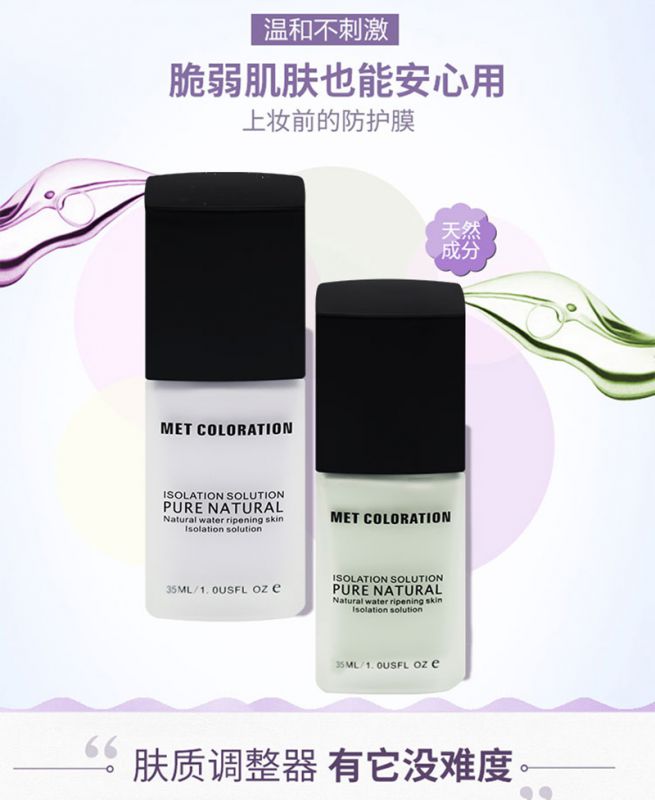 温和不刺激
脆弱肌肤也能安心用
上妆前的防护膜
天然
成分
MET COLORATION
ISOLATION SOLUTION
PURE NATURAL
Natural water ripening skin
Isolation solution
35ML/1.0USFL OZ e
MET COLORATION
ISOLATION SOLUTION
PURE NATURAL
Natural water ripening skin
Isolation solution
35ML/1.0USFL OZ e
“肤质调整器 有它没难度”